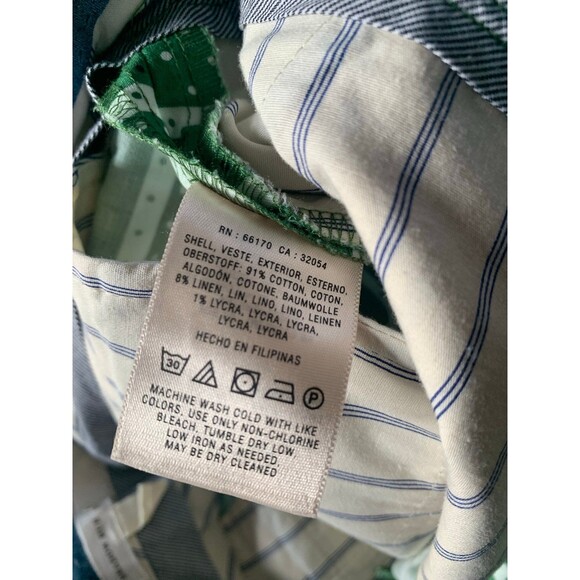 RN : 66170 CA : 32054
SHELL, VESTE, EXTERIOR, ESTERNO,
OBERSTOFF: 91% COTTON, COTON,
ALGODÓN, COTONE, BAUMWOLLE
8% LINEN, LIN, LINO, LINO, LEINEN
1% LYCRA, LYCRA, LYCRA,
LYCRA, LYCRA
HECHO EN FILIPINAS
30 P
MACHINE WASH COLD WITH LIKE
COLORS. USE ONLY NON-CHLORINE
BLEACH. TUMBLE DRY LOW
LOW IRON AS NEEDED,
MAY BE DRY CLEANED